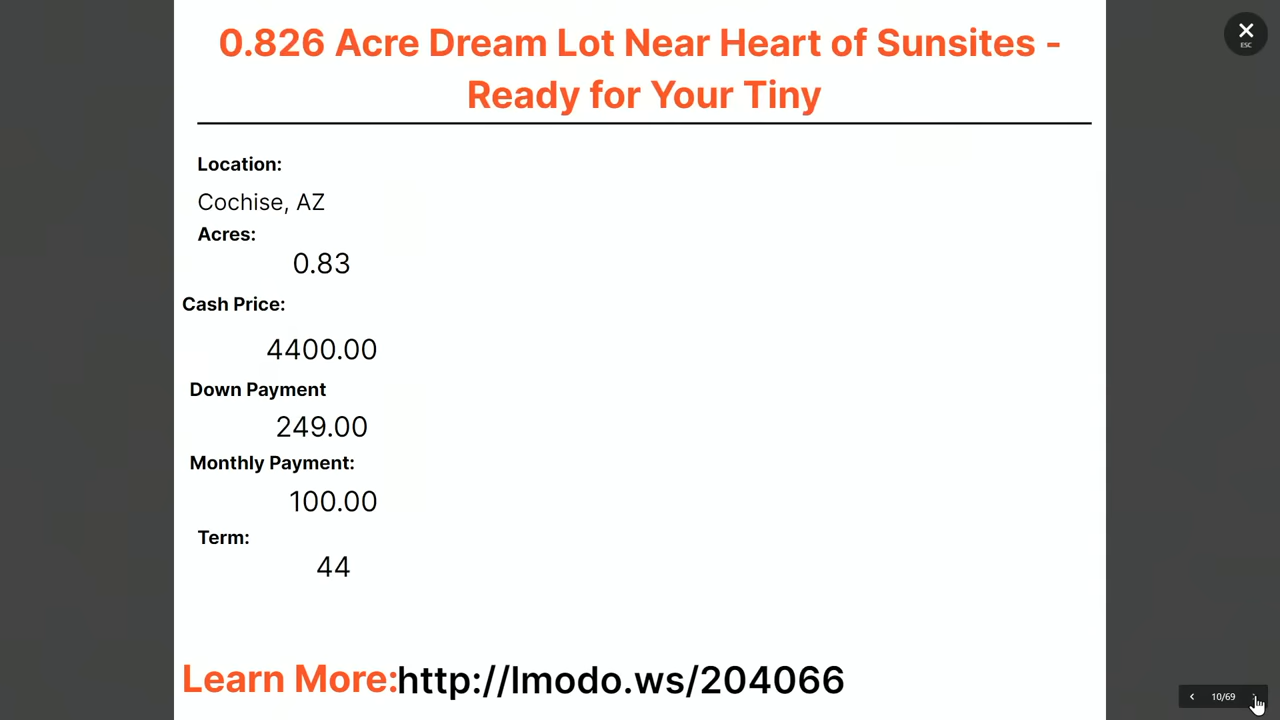 0.826 Acre Dream Lot Near Heart of Sunsites -
Ready for Your Tiny
Location:
Cochise, AZ
Acres:
0.83
Cash Price:
4400.00
Down Payment
249.00
Monthly Payment:
100.00
Term:
44
Learn More:http://lmodo.ws/204066
ESC
10/69